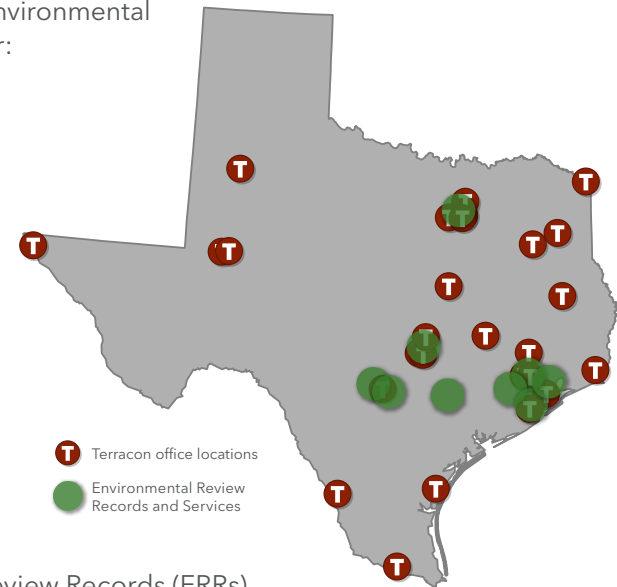 nvironmental
r:
T Terracon office locations
Environmental Review
Records and Services
view Records (ERRs)